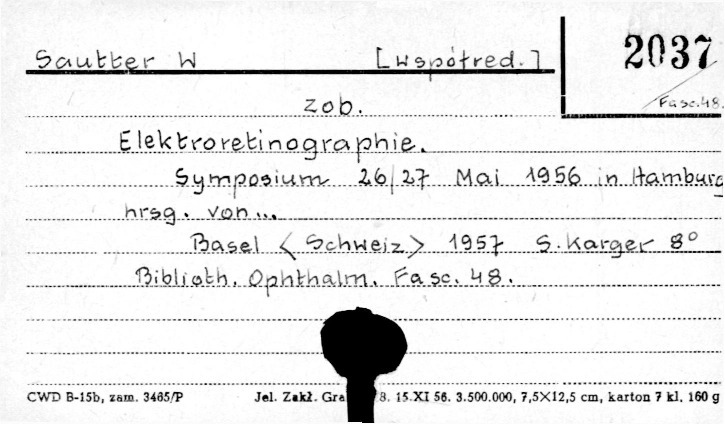 Sautter W [współred.] 2037
Fasc. 48.
zob.
Elektroretinographie.
Symposium 26/27 Mai 1956 in Hamburg
hrsg. von...
Basel <Schweiz> 1957 S. Karger 8°
Biblioth. Ophthalm. Fasc. 48.
CWD B-15b, zam. 3465/P Jel. Zakł. Gra 8. 15.XI 56. 3.500.000, 7,5×12,5 cm, karton 7 kl. 160 g